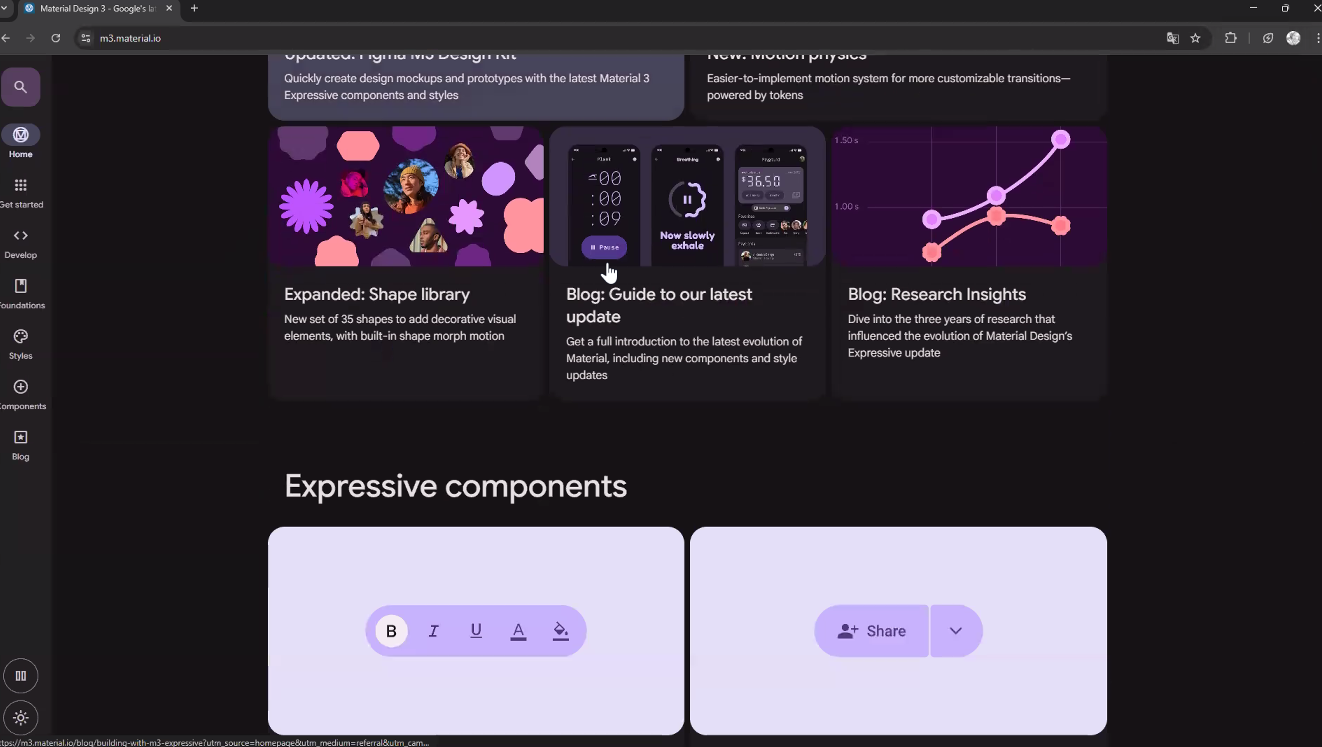 Material Design 3 - Google's la
m3.material.io
Home
Get started
Develop
Foundations
Styles
Components
Blog
Updated: Figma M3 Design Kit
Quickly create design mockups and prototypes with the latest Material 3
Expressive components and styles
New: Motion physics
Easier-to-implement motion system for more customizable transitions—
powered by tokens
Plant
00
:00
:09
Pause
Breathing
Now slowly
exhale
$36.50
1.50 s
1.00 s
Expanded: Shape library
New set of 35 shapes to add decorative visual
elements, with built-in shape morph motion
Blog: Guide to our latest
update
Get a full introduction to the latest evolution of
Material, including new components and style
updates
Blog: Research Insights
Dive into the three years of research that
influenced the evolution of Material Design's
Expressive update
Expressive components
B I U A
Share
ttps://m3.material.io/blog/building-with-m3-expressive?utm_source=homepage&utm_medium=referral&utm_cam...